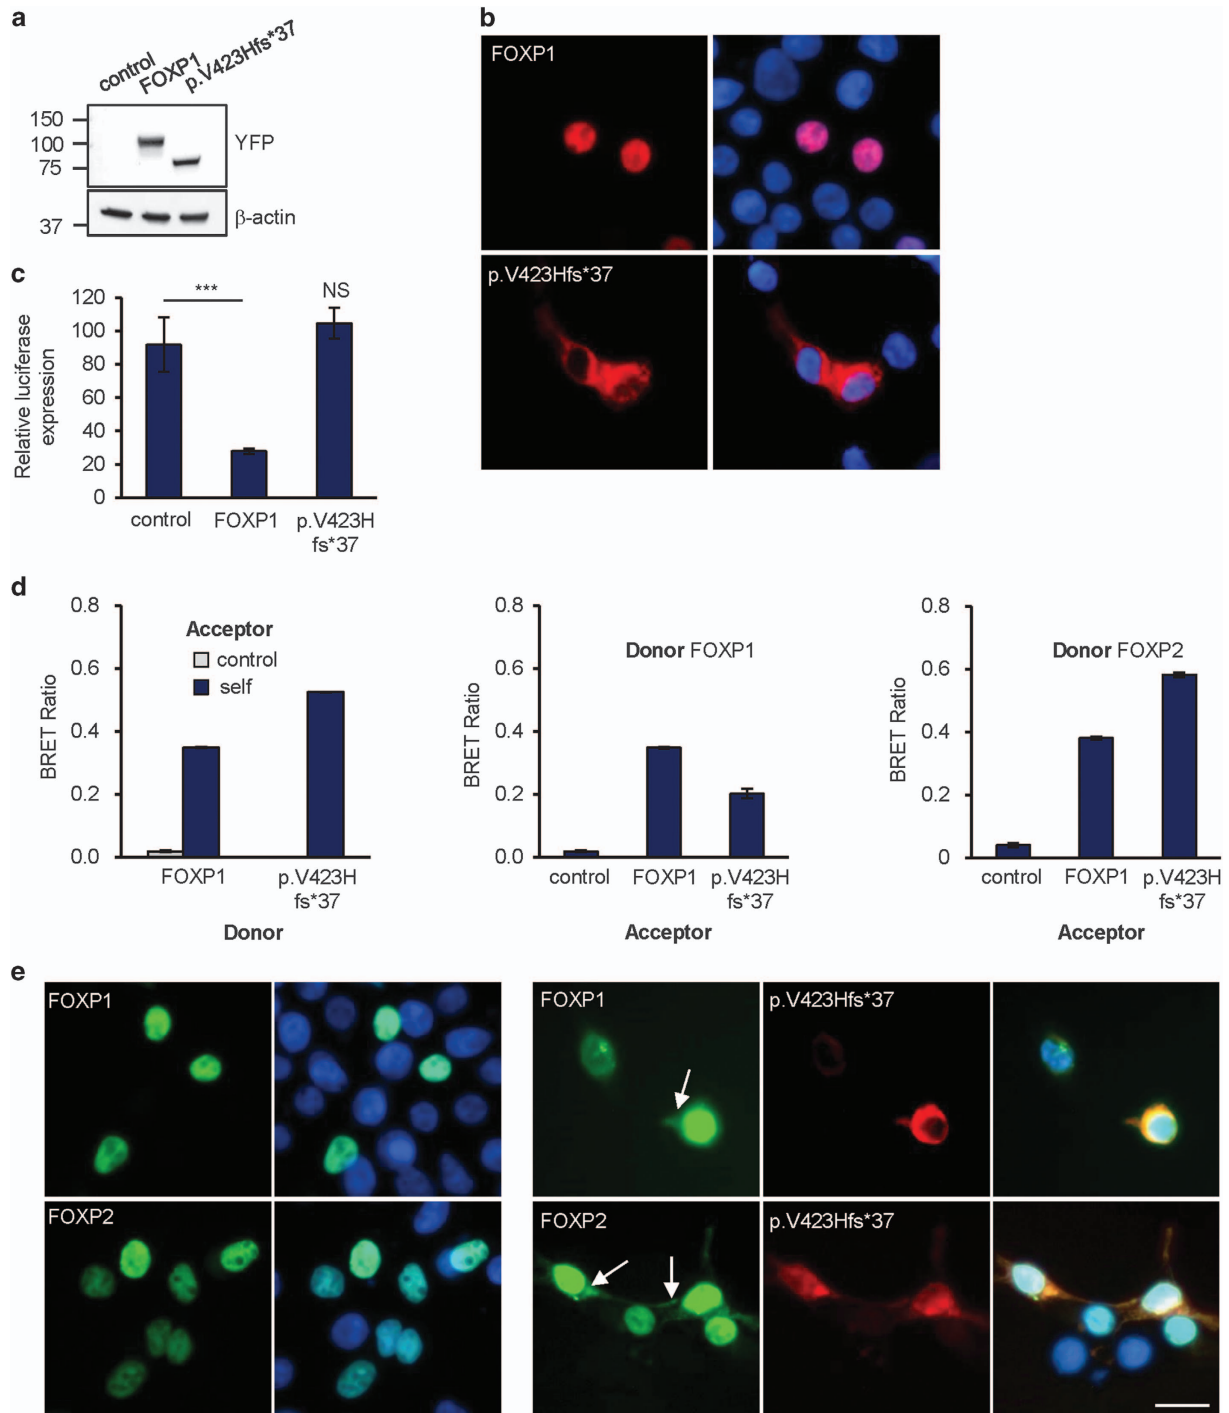 a
control
FOXP1
p.V423Hfs*37
150
100
75
YFP
37
β-actin
b
FOXP1
p.V423Hfs*37
c
Relative luciferase
expression
120
100
80
60
40
20
0
***
NS
control
FOXP1
p.V423H
fs*37
d
BRET Ratio
0.8
0.6
0.4
0.2
0.0
Acceptor
control
self
FOXP1
p.V423H
fs*37
Donor
BRET Ratio
0.8
0.6
0.4
0.2
0.0
Donor FOXP1
control
FOXP1
p.V423H
fs*37
Acceptor
BRET Ratio
0.8
0.6
0.4
0.2
0
Donor FOXP2
control
FOXP1
p.V423H
fs*37
Acceptor
e
FOXP1
FOXP1
p.V423Hfs*37
FOXP2
FOXP2
p.V423Hfs*37